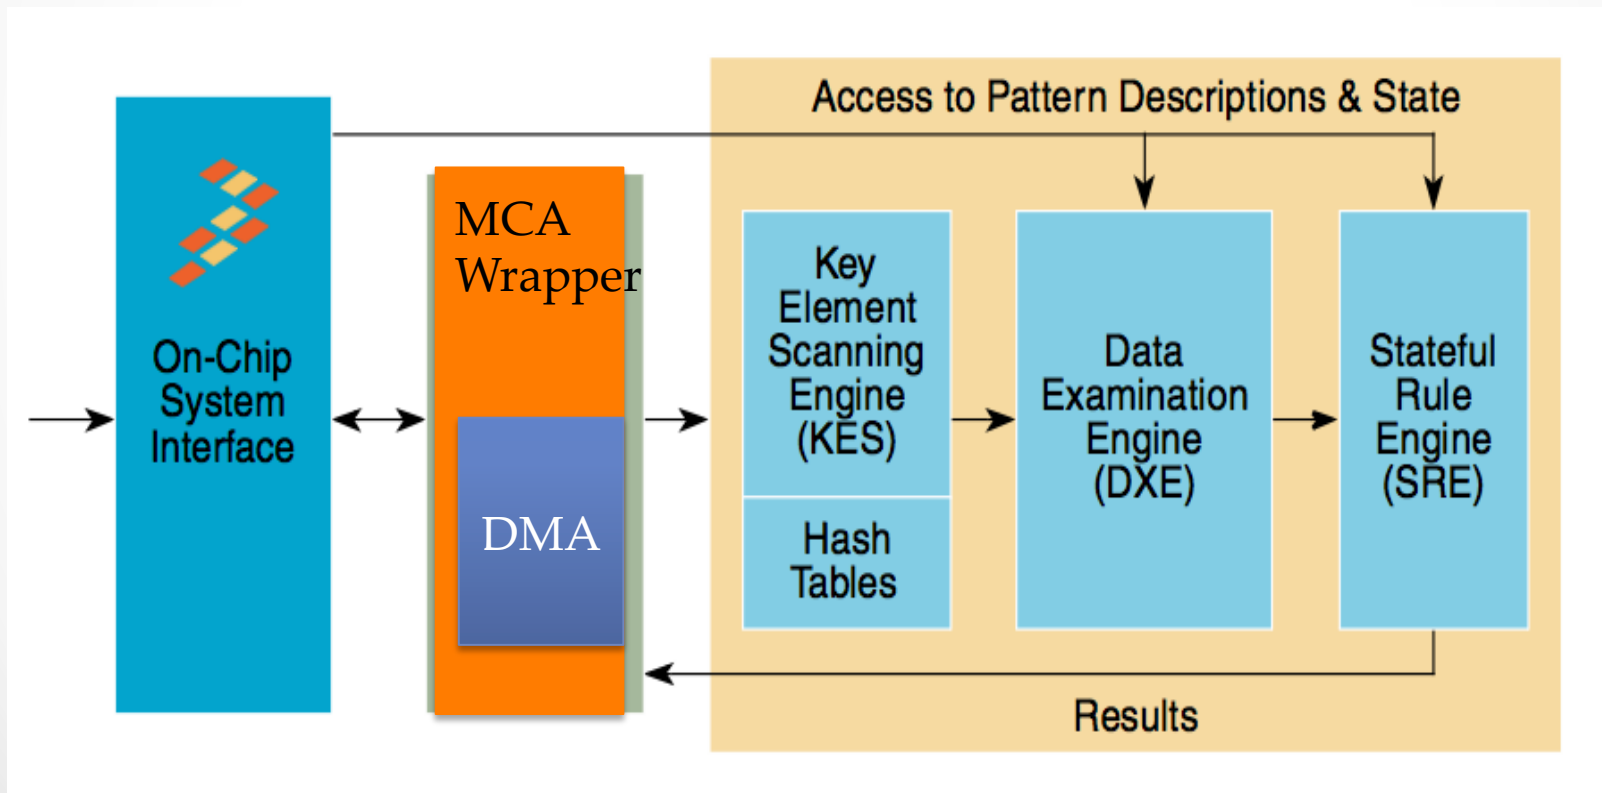 Access to Pattern Descriptions & State
On-Chip
System
Interface
MCA
Wrapper
DMA
Key
Element
Scanning
Engine
(KES)
Hash
Tables
Data
Examination
Engine
(DXE)
Stateful
Rule
Engine
(SRE)
Results